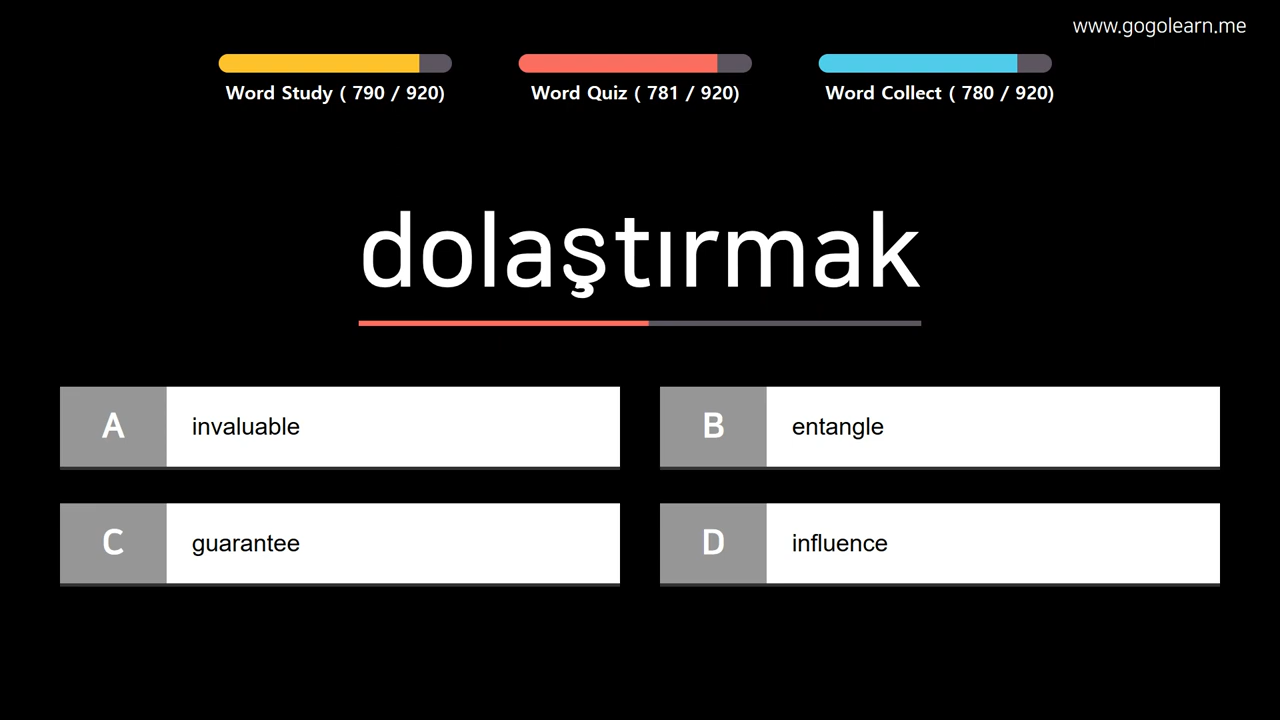 www.gogolearn.me
Word Study ( 790 / 920)
Word Quiz ( 781 / 920)
Word Collect ( 780 / 920)
dolaştırmak
A invaluable
B entangle
C guarantee
D influence